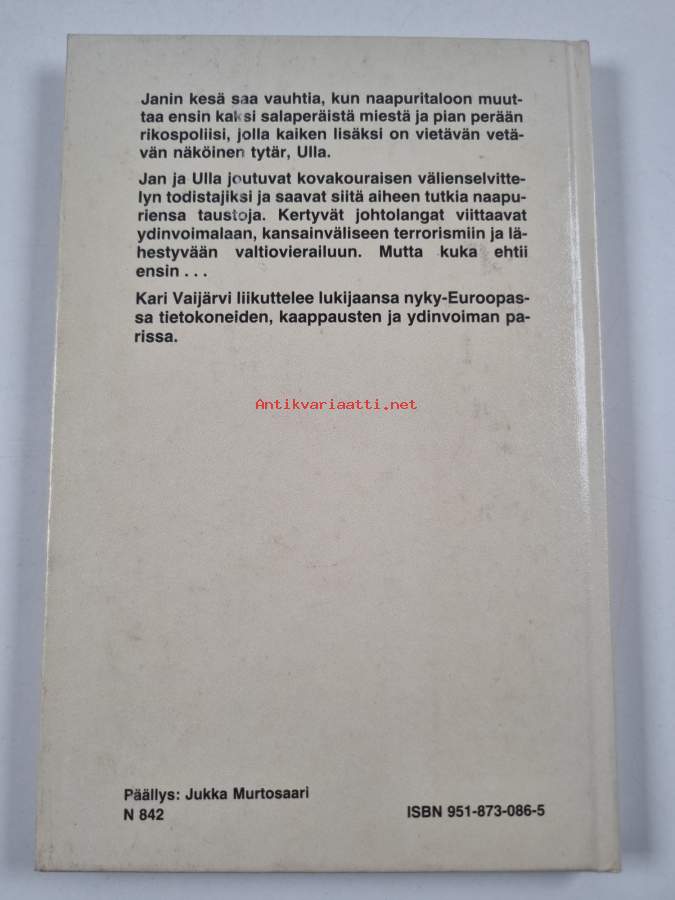 Janin kesä saa vauhtia, kun naapuritaloon muut-
taa ensin kaksi salaperäistä miestä ja pian perään
rikospoliisi, jolla kaiken lisäksi on vietävän vetä-
vän näköinen tytär, Ulla.
Jan ja Ulla joutuvat kovakouraisen välienselvitte-
lyn todistajiksi ja saavat siitä aiheen tutkia naapu-
riensa taustoja. Kertyvät johtolangat viittaavat
ydinvoimalaan, kansainväliseen terrorismiin ja lä-
hestyvään valtiovierailuun. Mutta kuka ehtii
ensin . . .
Kari Vaijärvi liikuttelee lukijaansa nyky-Euroopas-
sa tietokoneiden, kaappausten ja ydinvoiman pa-
rissa.
Antikvariaatti.net
Päällys: Jukka Murtosaari
N 842
ISBN 951-873-086-5